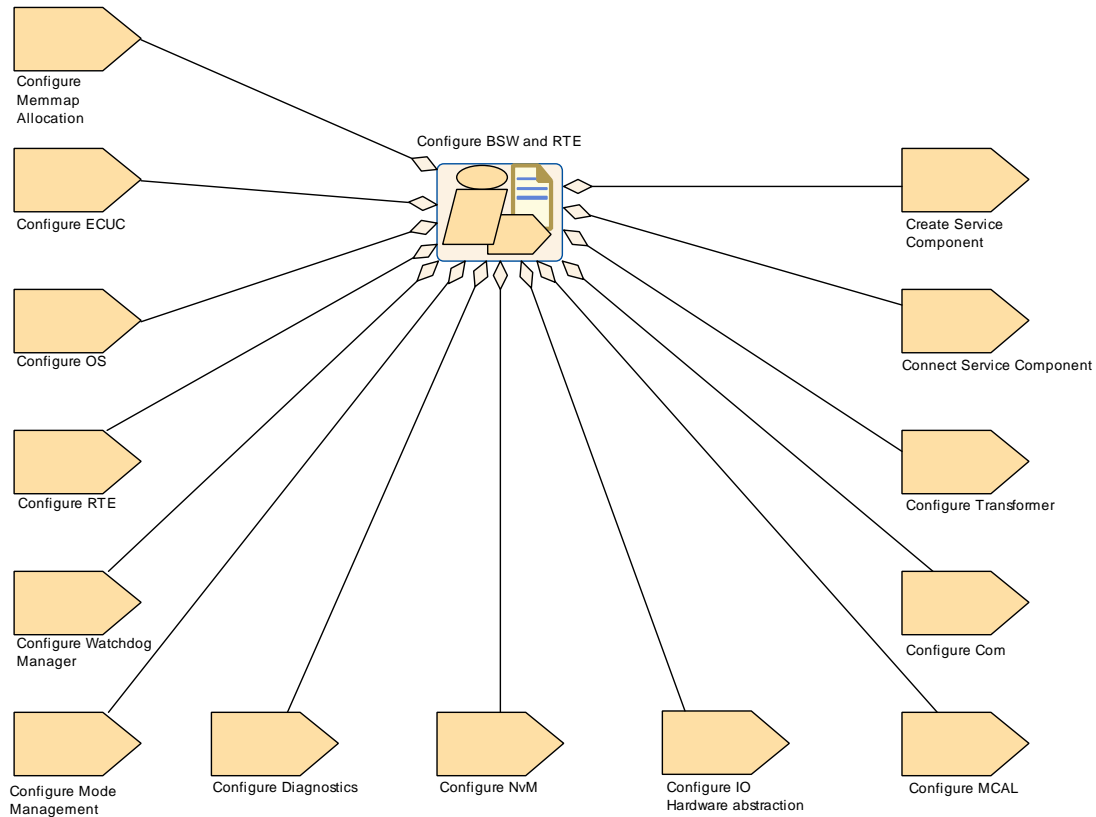 Configure
Memmap
Allocation
Configure BSW and RTE
Configure ECUC
Create Service
Component
Configure OS
Connect Service Component
Configure RTE
Configure Transformer
Configure Watchdog
Manager
Configure Com
Configure Mode
Management
Configure Diagnostics
Configure NvM
Configure IO
Hardware abstraction
Configure MCAL